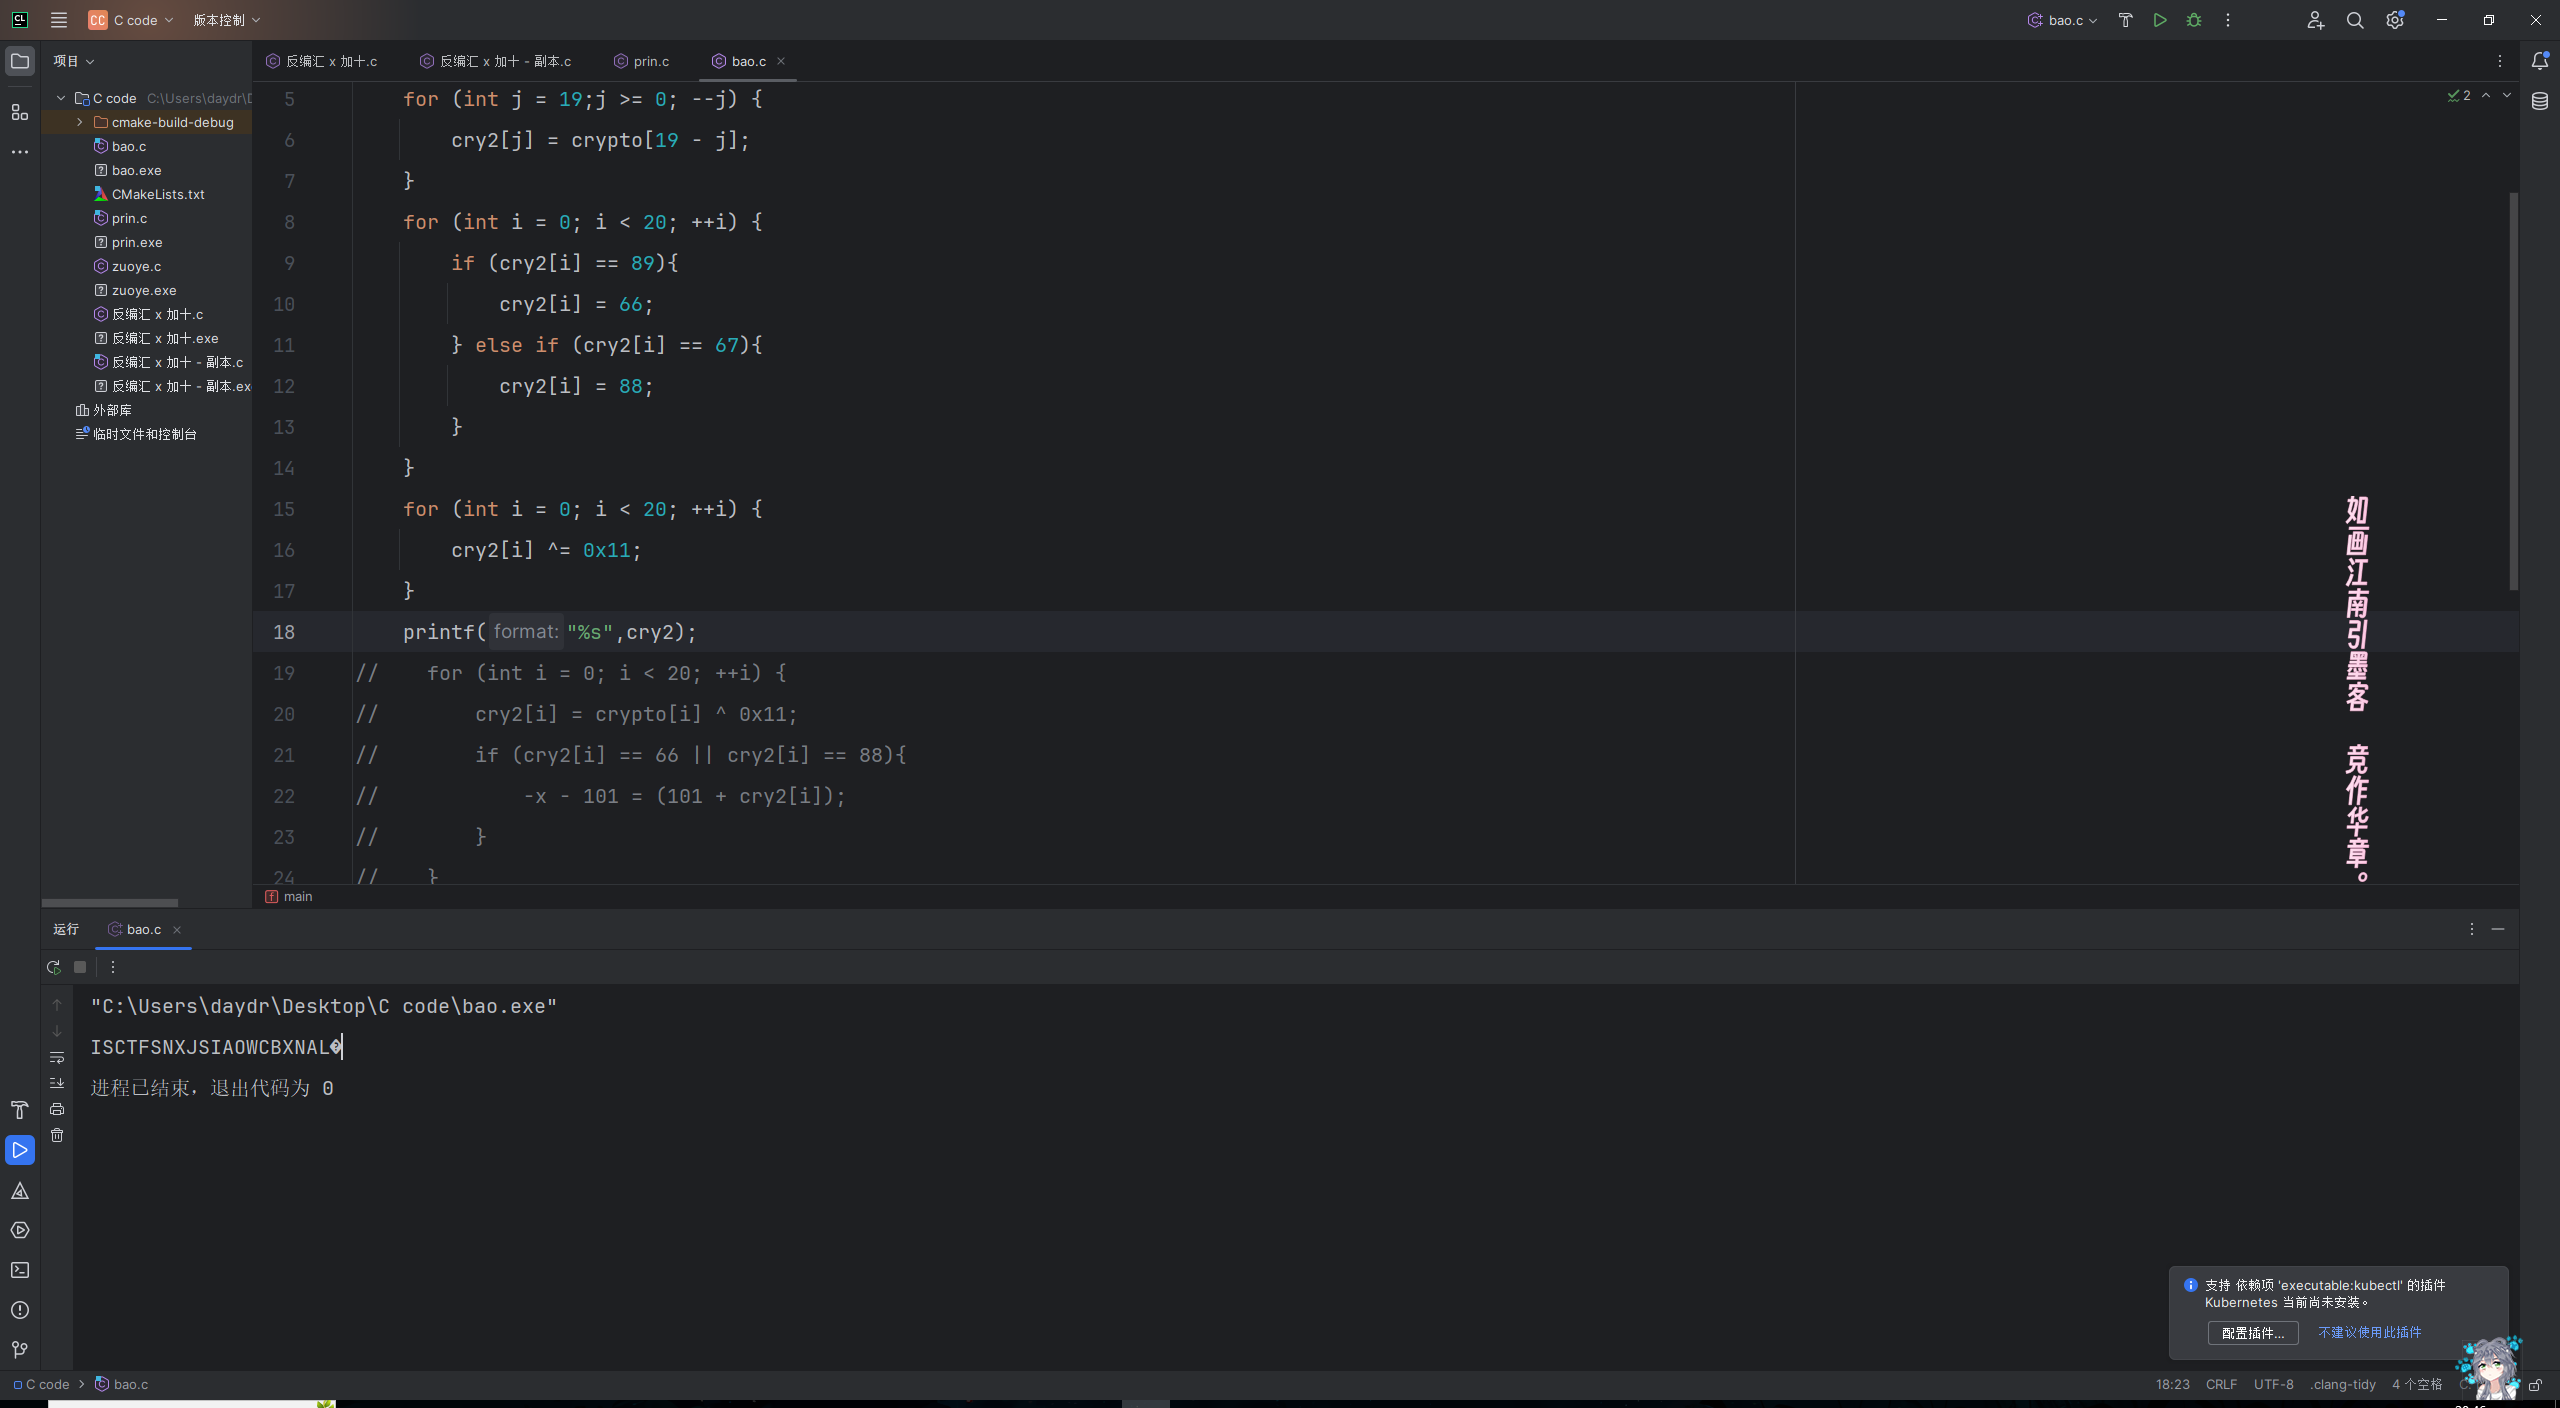 CL
CC C code 版本控制
bao.c
项目
反编汇 x 加十.c 反编汇 x 加十 - 副本.c prin.c bao.c
C code C:\Users\daydr\D
cmake-build-debug
bao.c
bao.exe
CMakeLists.txt
prin.c
prin.exe
zuoye.c
zuoye.exe
反编汇 x 加十.c
反编汇 x 加十.exe
反编汇 x 加十 - 副本.c
反编汇 x 加十 - 副本.ex
外部库
临时文件和控制台
2
5 for (int j = 19;j >= 0; --j) {
6 cry2[j] = crypto[19 - j];
7 }
8 for (int i = 0; i < 20; ++i) {
9 if (cry2[i] == 89){
10 cry2[i] = 66;
11 } else if (cry2[i] == 67){
12 cry2[i] = 88;
13 }
14 }
15 for (int i = 0; i < 20; ++i) {
16 cry2[i] ^= 0x11;
17 }
18 printf( format: "%s",cry2);
19 // for (int i = 0; i < 20; ++i) {
20 // cry2[i] = crypto[i] ^ 0x11;
21 // if (cry2[i] == 66 || cry2[i] == 88){
22 // -x - 101 = (101 + cry2[i]);
23 // }
24 // }
如画江南引墨客 竞作华章。
main
运行 bao.c
"C:\Users\daydr\Desktop\C code\bao.exe"
ISCTFSNXJSIAOWCBXNAL�
进程已结束，退出代码为 0
支持 依赖项 'executable:kubectl' 的插件
Kubernetes 当前尚未安装。
配置插件... 不建议使用此插件
C code > bao.c
18:23 CRLF UTF-8 .clang-tidy 4 个空格